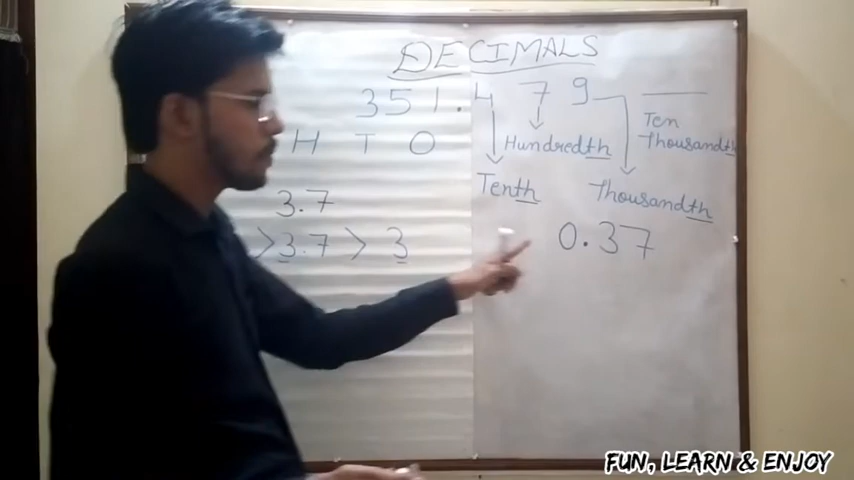 DECIMALS
351.479
H T O
Hundredth
Ten
Thousandth
Tenth
Thousandth
3.7
>3.7 > 3
0.37
FUN, LEARN & ENJOY